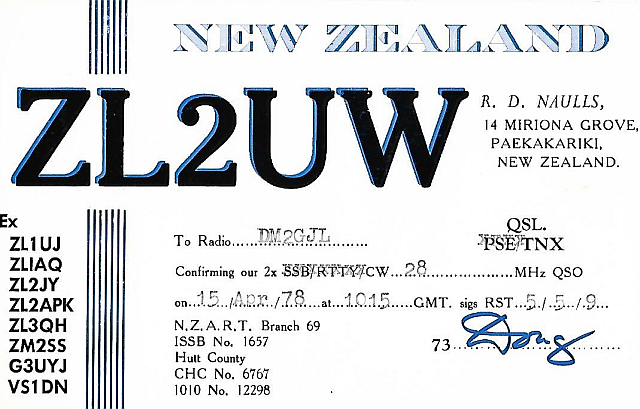 NEW ZEALAND
ZL2UW
R. D. NAULLS,
14 MIRIONA GROVE,
PAEKAKARIKI,
NEW ZEALAND.
Ex
ZL1UJ
ZLIAQ
ZL2JY
ZL2APK
ZL3QH
ZM2SS
G3UYJ
VS1DN
QSL.
To Radio....DM2GJL.................... PSE/TNX
Confirming our 2x SSB/RTTY/CW...28....................MHz QSO
on..15./Apr./78..at..1015....GMT. sigs RST..5./.5./.9...
N.Z.A.R.T. Branch 69
ISSB No. 1657
Hutt County
CHC No. 6767
1010 No. 12298
73....Doug....